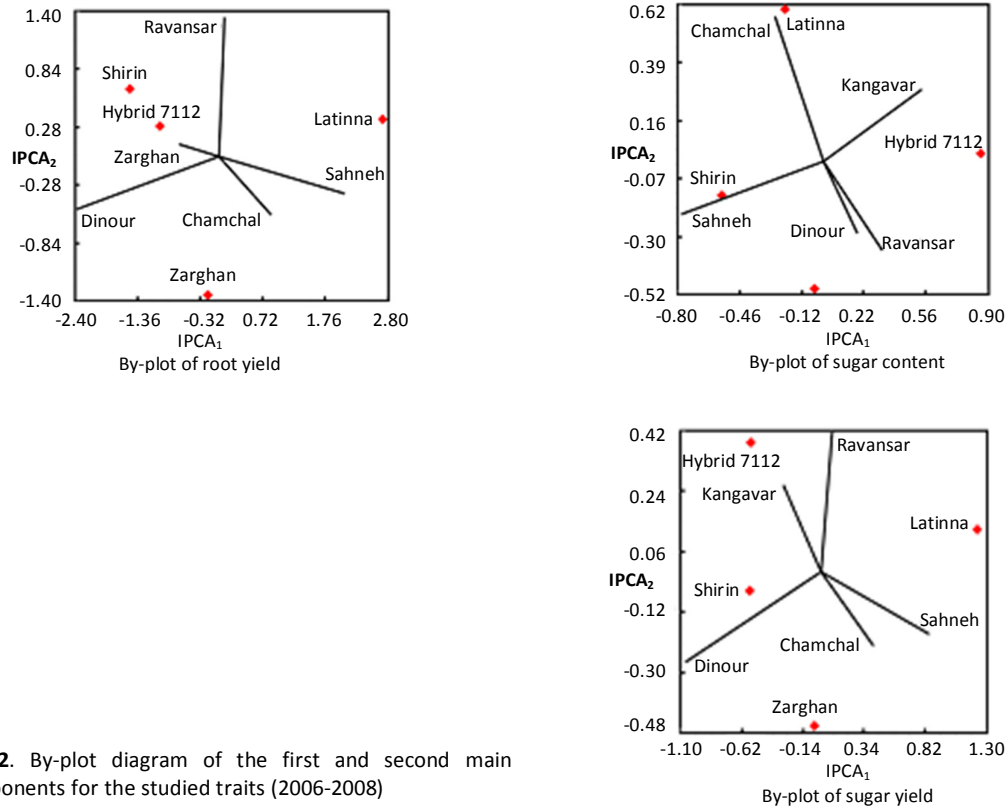 1.40
Ravansar
0.84
Shirin
Hybrid 7112
Latinna
0.28
IPCA2
Zarghan
Sahneh
-0.28
Dinour
Chamchal
-0.84
Zarghan
-1.40
-2.40 -1.36 -0.32 0.72 1.76 2.80
IPCA1
By-plot of root yield
0.62
Chamchal
Latinna
0.39
Kangavar
0.16
Hybrid 7112
IPCA2
-0.07
Shirin
Sahneh
Dinour
-0.30
Ravansar
-0.52
-0.80 -0.46 -0.12 0.22 0.56 0.90
IPCA1
By-plot of sugar content
0.42
Ravansar
Hybrid 7112
Kangavar
0.24
Latinna
0.06
IPCA2
Shirin
-0.12
Sahneh
Chamchal
Dinour
-0.30
Zarghan
-0.48
-1.10 -0.62 -0.14 0.34 0.82 1.30
IPCA1
By-plot of sugar yield
2. By-plot diagram of the first and second main
onents for the studied traits (2006-2008)